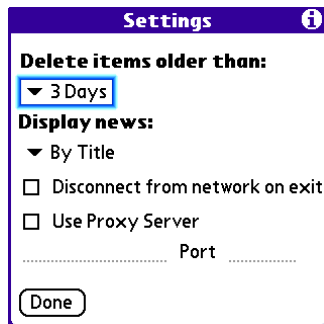 Settings
Delete items older than:
3 Days
Display news:
By Title
Disconnect from network on exit
Use Proxy Server
Port
Done